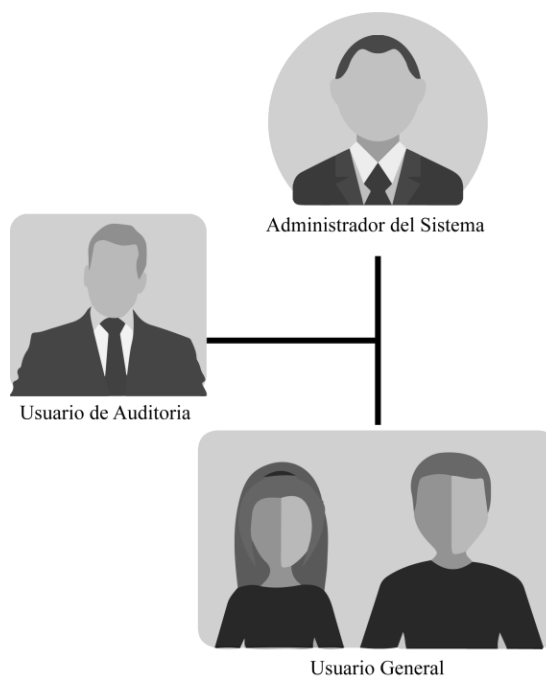 Administrador del Sistema
Usuario de Auditoria
Usuario General